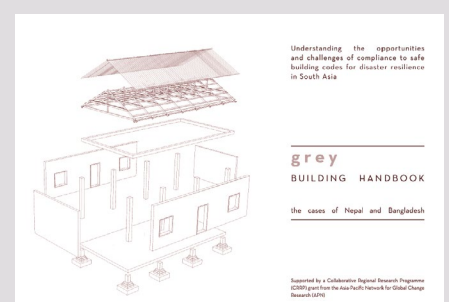 Understanding the opportunities
and challenges of compliance to safe
building codes for disaster resilience
in South Asia
grey
BUILDING HANDBOOK
the cases of Nepal and Bangladesh
Supported by a Collaborative Regional Research Programme
(CRRP) grant from the Asia Pacific Network for Global Change
Research (APN)